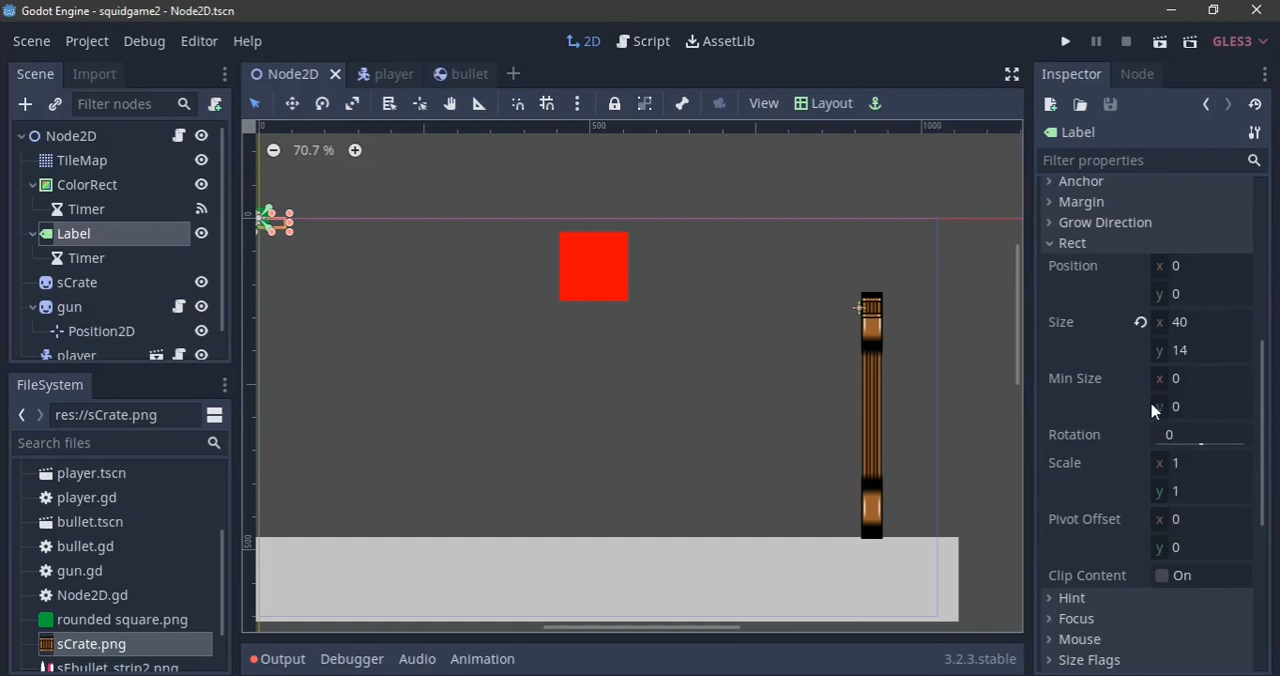 Godot Engine - squidgame2 - Node2D.tscn
Scene Project Debug Editor Help
2D Script AssetLib
GLES3
Scene Import
Filter nodes
Node2D
TileMap
ColorRect
Timer
Label
Timer
sCrate
gun
Position2D
player
FileSystem
res://sCrate.png
Search files
player.tscn
player.gd
bullet.tscn
bullet.gd
gun.gd
Node2D.gd
rounded square.png
sCrate.png
sEbullet_strip2.png
Node2D player bullet
View Layout
0 500 1000
70.7 %
0
500
Output Debugger Audio Animation 3.2.3.stable
Inspector Node
Label
Filter properties
Anchor
Margin
Grow Direction
Rect
Position x 0
y 0
Size x 40
y 14
Min Size x 0
y 0
Rotation 0
Scale x 1
y 1
Pivot Offset x 0
y 0
Clip Content On
Hint
Focus
Mouse
Size Flags